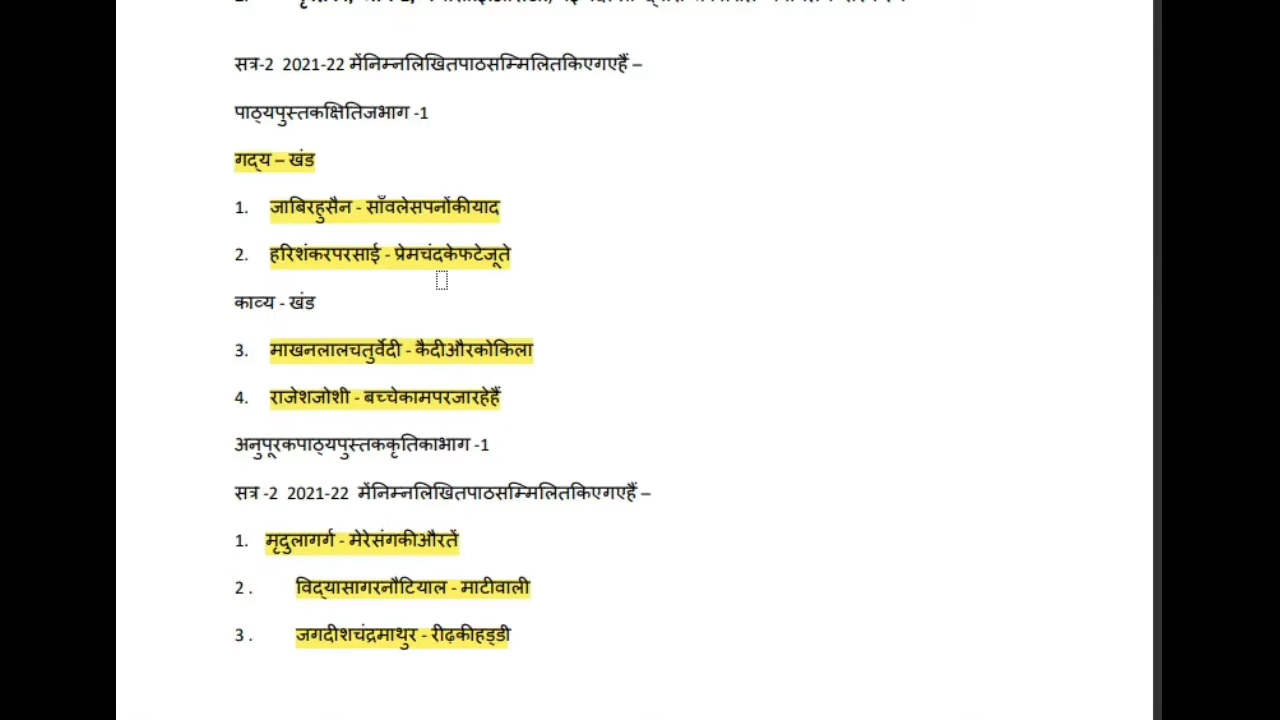 सत्र-2 2021-22 मेंनिम्नलिखितपाठसम्मिलितकिएगएहैं –
पाठ्यपुस्तकक्षितिजभाग -1
गद्य – खंड
1. जाबिरहुसैन - साँवलेसपनोंकीयाद
2. हरिशंकरपरसाई - प्रेमचंदकेफटेजूते
काव्य - खंड
3. माखनलालचतुर्वेदी - कैदीऔरकोकिला
4. राजेशजोशी - बच्चेकामपरजारहेहैं
अनुपूरकपाठ्यपुस्तककृतिकाभाग -1
सत्र -2 2021-22 मेंनिम्नलिखितपाठसम्मिलितकिएगएहैं –
1. मृदुलागर्ग - मेरेसंगकीऔरतें
2 . विद्यासागरनौटियाल - माटीवाली
3 . जगदीशचंद्रमाथुर - रीढ़कीहड्डी